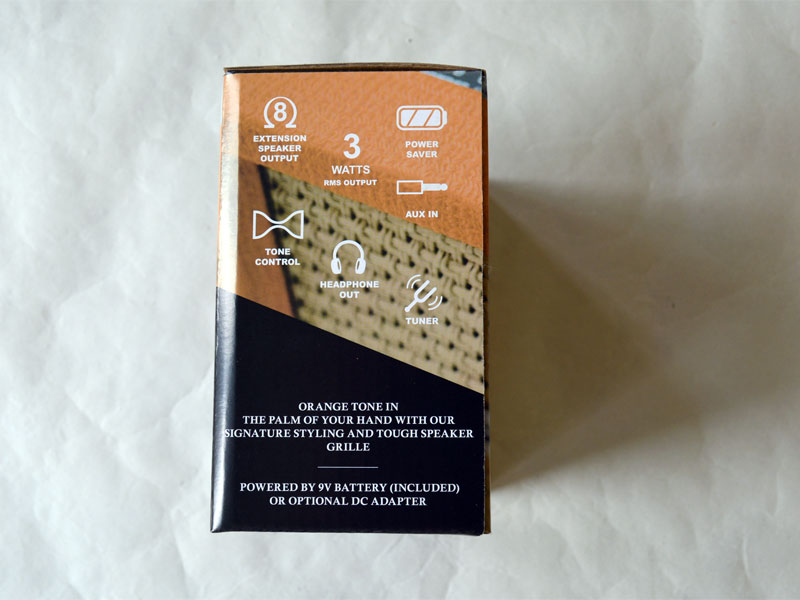 8
EXTENSION
SPEAKER
OUTPUT
3
WATTS
RMS OUTPUT
POWER
SAVER
AUX IN
TONE
CONTROL
HEADPHONE
OUT
TUNER
ORANGE TONE IN
THE PALM OF YOUR HAND WITH OUR
SIGNATURE STYLING AND TOUGH SPEAKER
GRILLE
POWERED BY 9V BATTERY (INCLUDED)
OR OPTIONAL DC ADAPTER